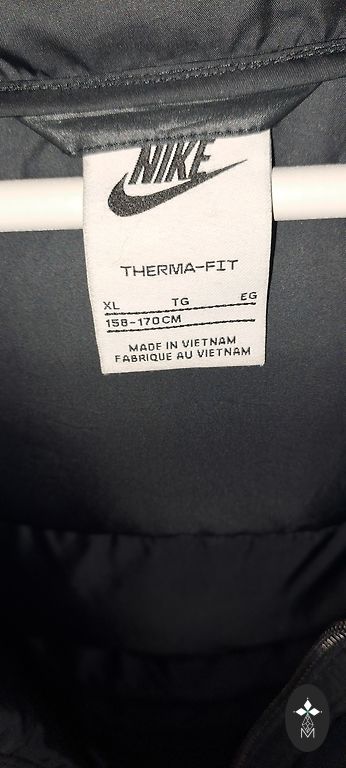 NIKE
THERMA-FIT
XL TG EG
158-170CM
MADE IN VIETNAM
FABRIQUE AU VIETNAM
M